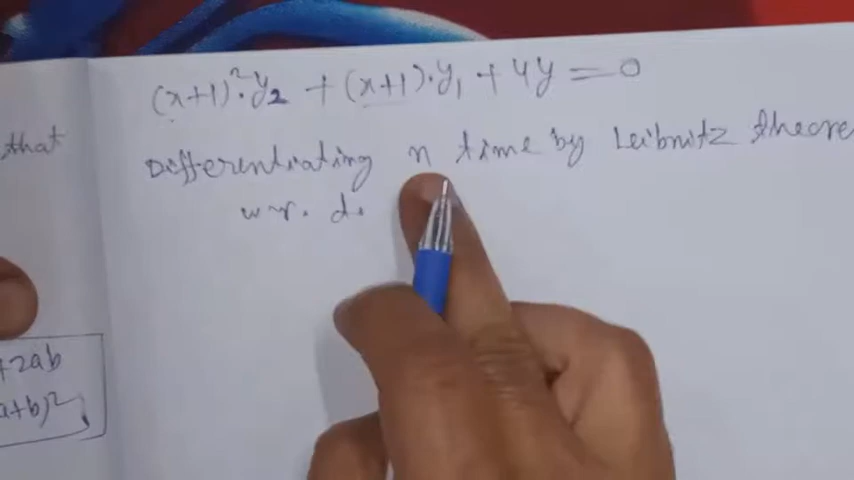 (x+1)²·y₂ + (x+1)·y₁ + 4y = 0
that
Differentiating n time by Leibnitz theore
w.r. d.
+2ab
a+b)²